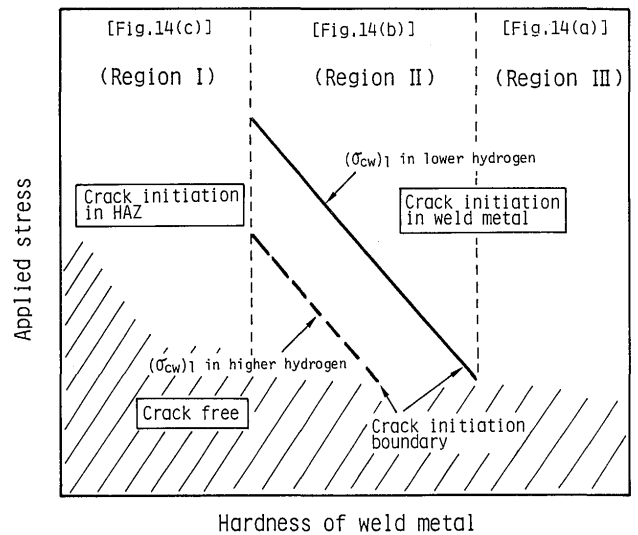 [Fig.14(c)] [Fig.14(b)] [Fig.14(a)]
(Region I) (Region II) (Region III)
(σcw)1 in lower hydrogen
Crack initiation
in HAZ
Crack initiation
in weld metal
Applied stress
(σcw)1 in higher hydrogen
Crack free
Crack initiation
boundary
Hardness of weld metal